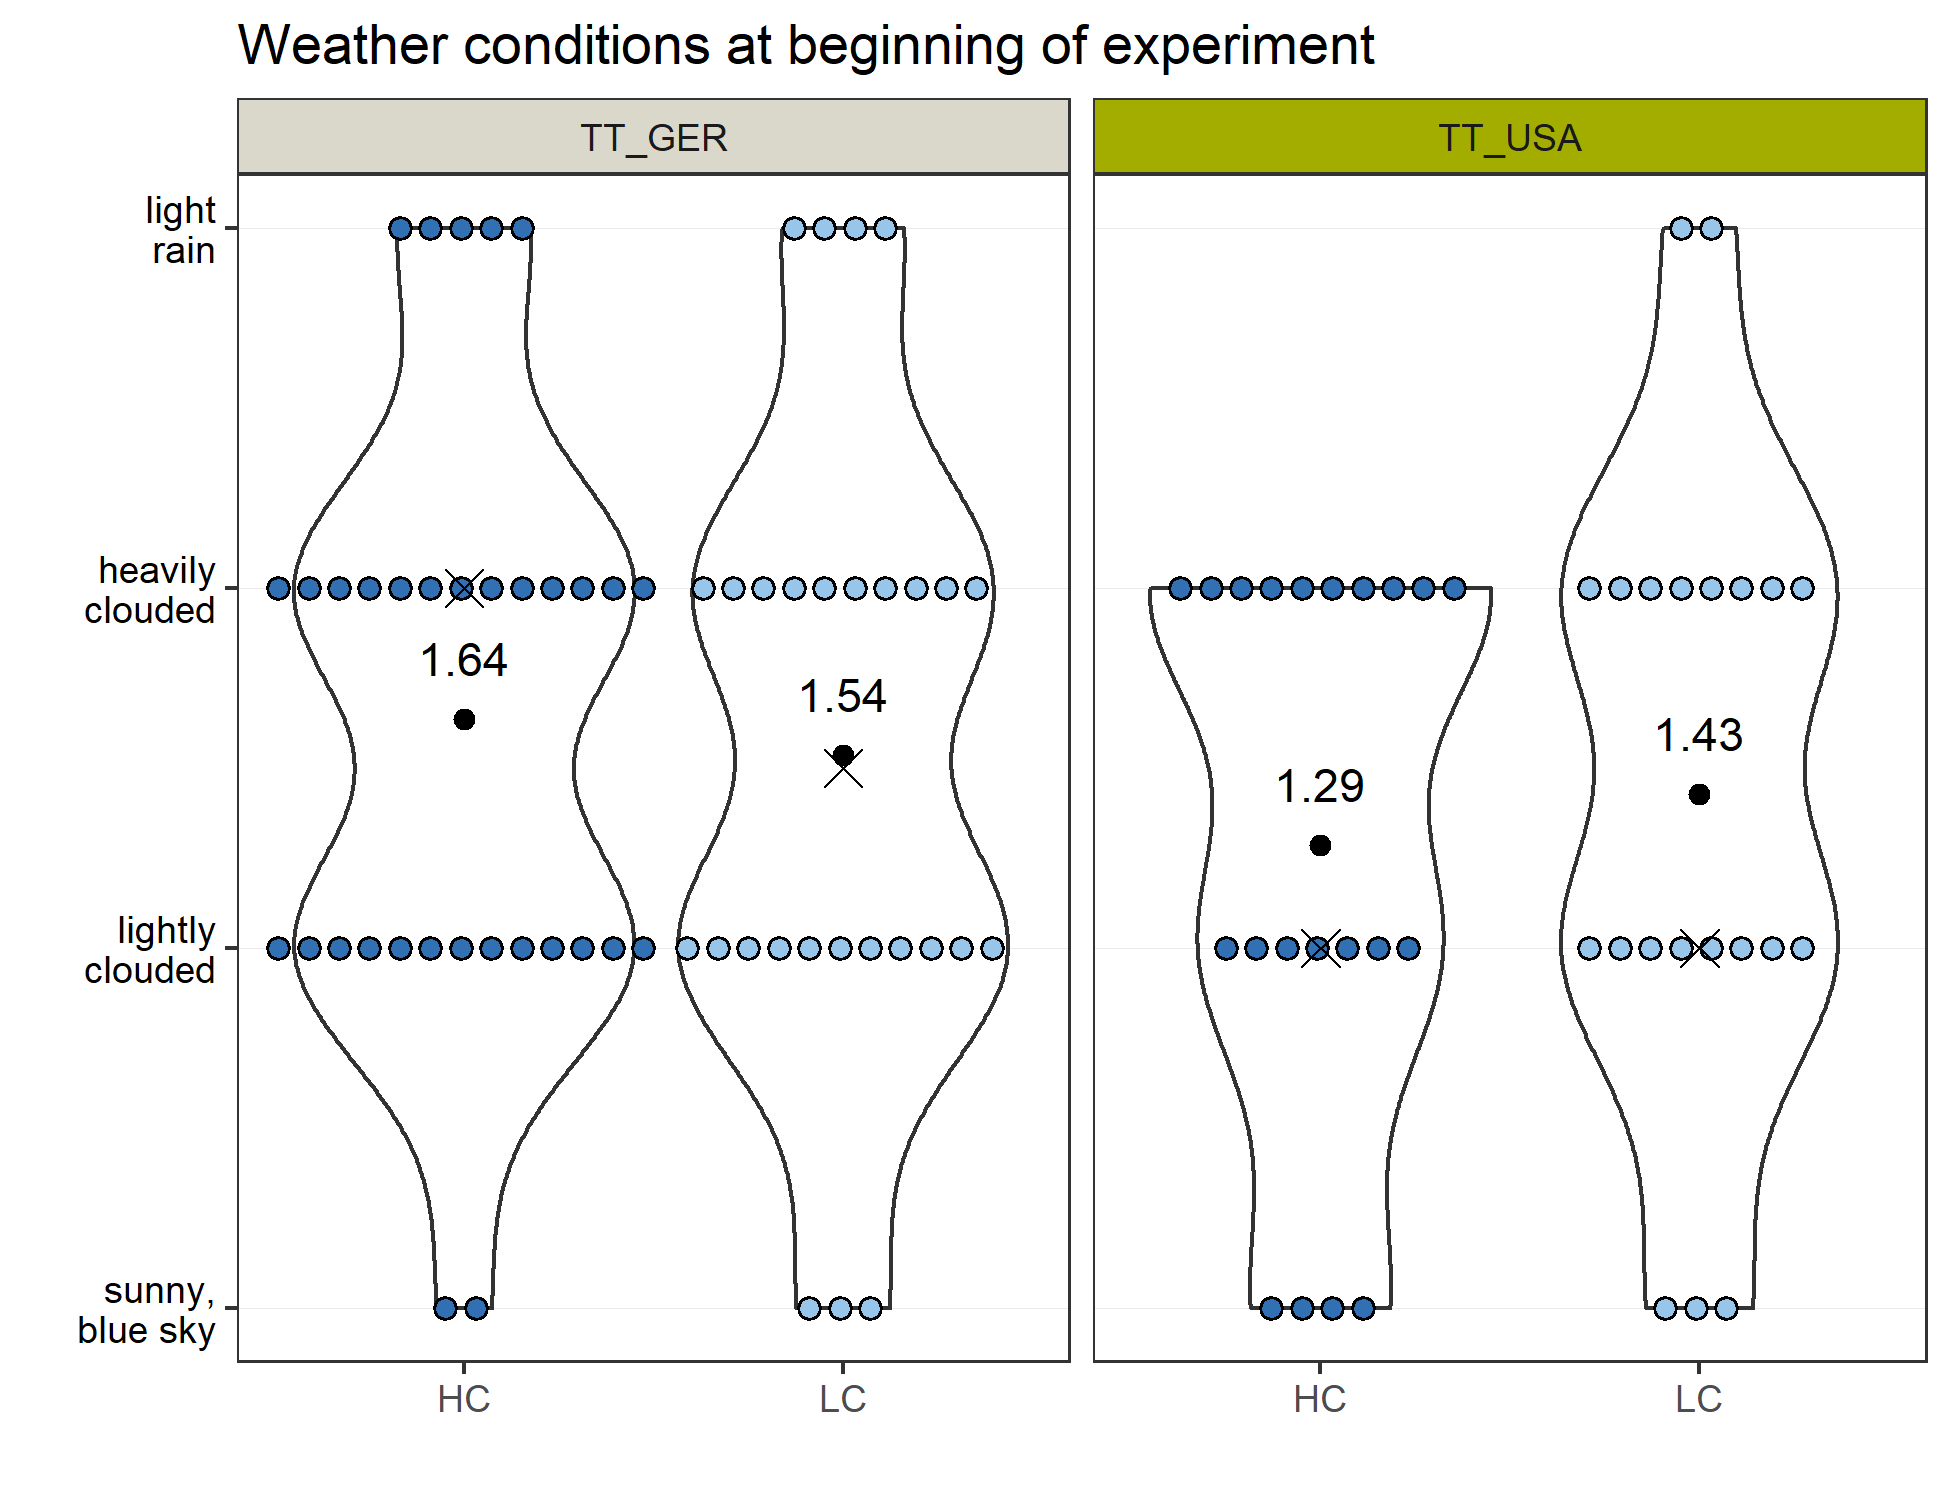 Weather conditions at beginning of experiment
TT_GER
TT_USA
light
rain
heavily
clouded
lightly
clouded
sunny,
blue sky
1.64
1.54
1.29
1.43
HC
LC
HC
LC